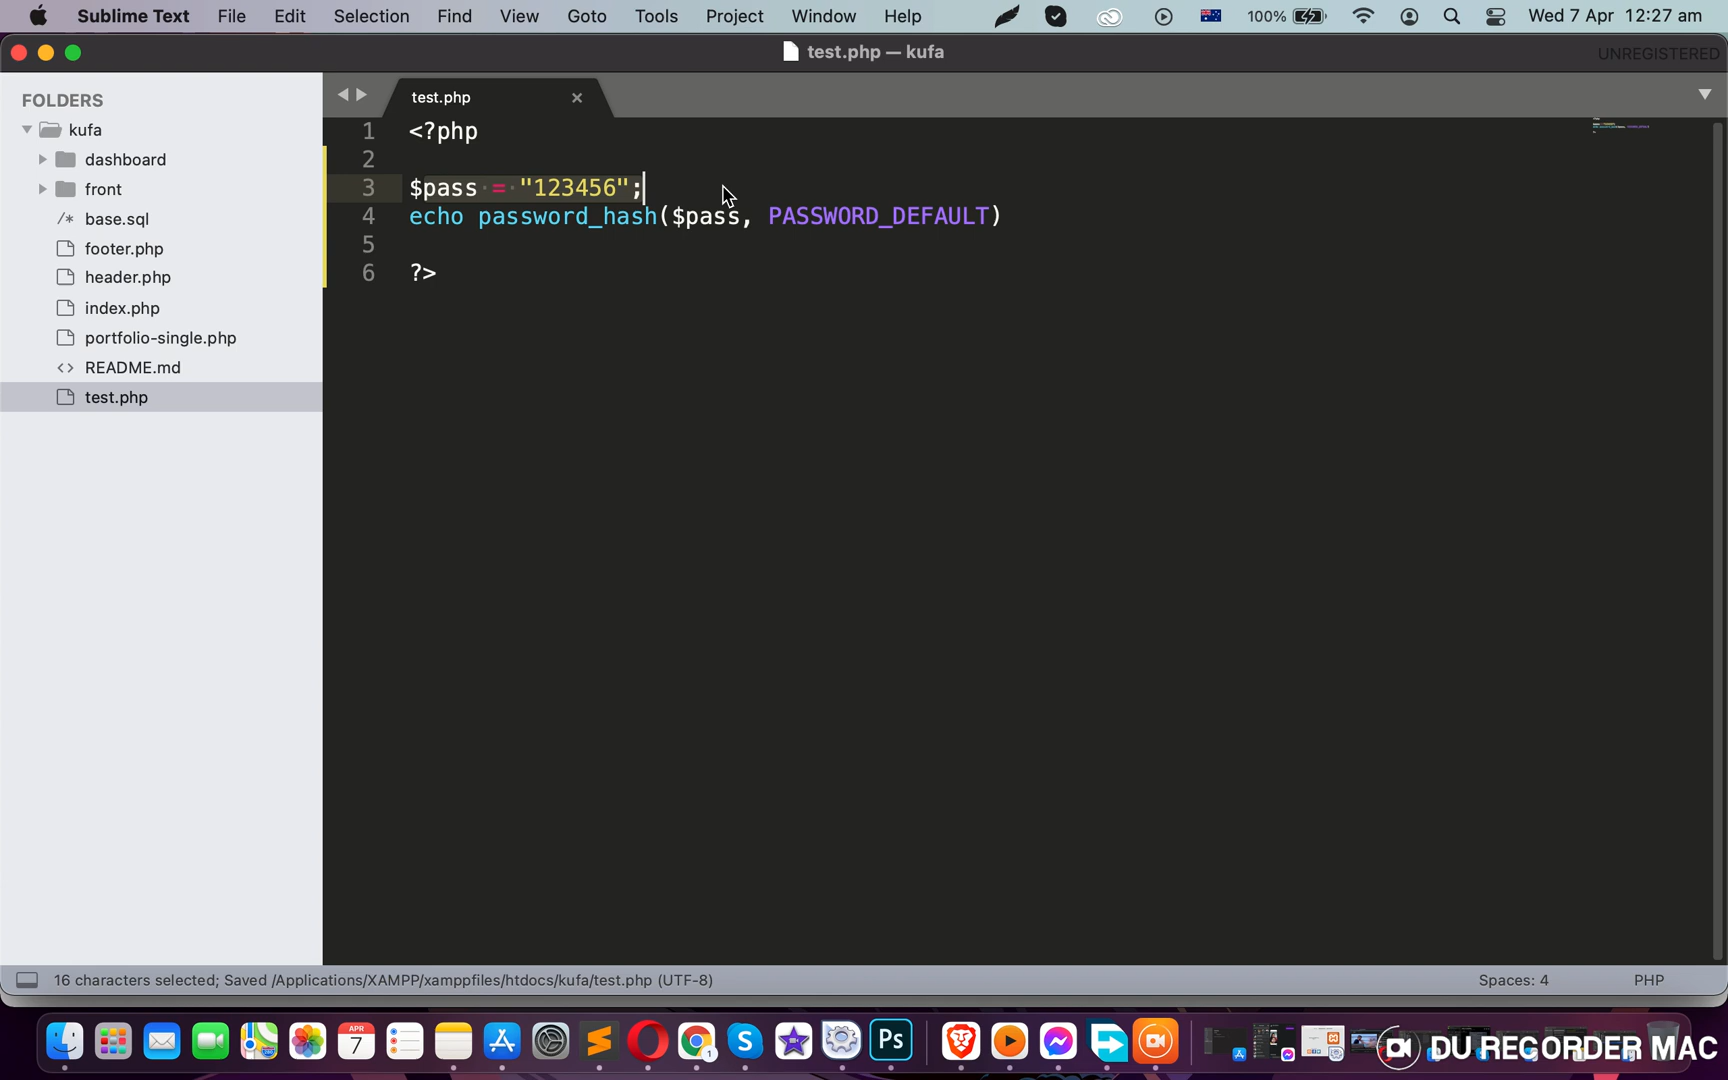 Sublime Text File Edit Selection Find View Goto Tools Project Window Help 100% Wed 7 Apr 12:27 am
test.php — kufa
UNREGISTERED
FOLDERS
kufa
dashboard
front
/* base.sql
footer.php
header.php
index.php
portfolio-single.php
<> README.md
test.php
test.php
1 <?php
2
3 $pass = "123456";
4 echo password_hash($pass, PASSWORD_DEFAULT)
5
6 ?>
16 characters selected; Saved /Applications/XAMPP/xamppfiles/htdocs/kufa/test.php (UTF-8) Spaces: 4 PHP
APR
7
S
1
Ps
DU RECORDER MAC